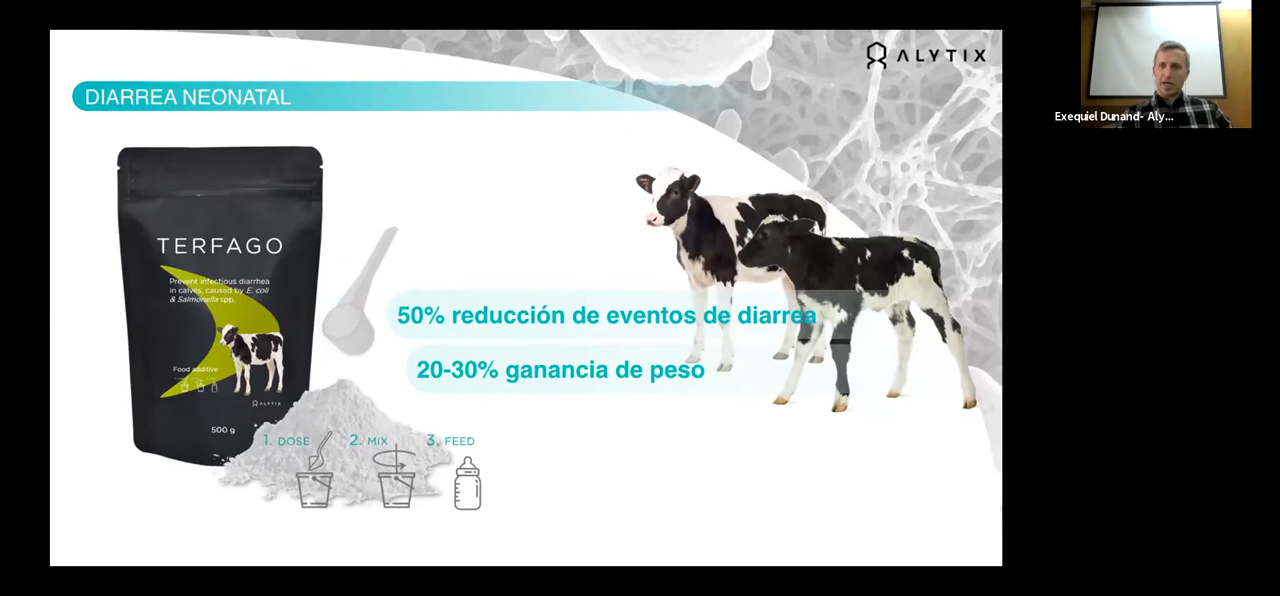 ALYTIX
DIARREA NEONATAL
TERFAGO
Prevent infectious diarrhea
in calves, caused by E. coli
& Salmonella spp.
Food additive
ALYTIX
500 g
50% reducción de eventos de diarrea
20-30% ganancia de peso
1. DOSE
2. MIX
3. FEED
Exequiel Dunand- Aly...